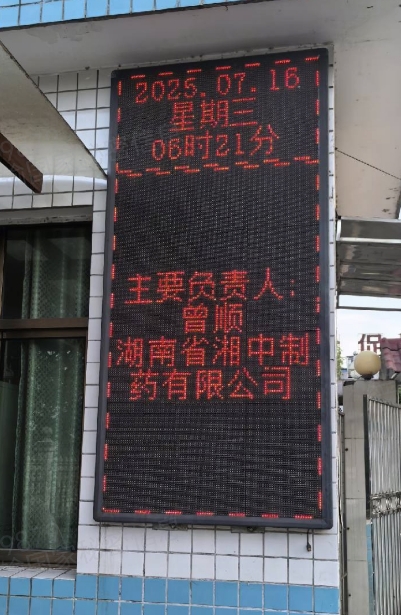 2025.07.16
星期三
06时21分
主要负责人：
曾顺
湖南省湘中制
药有限公司
保